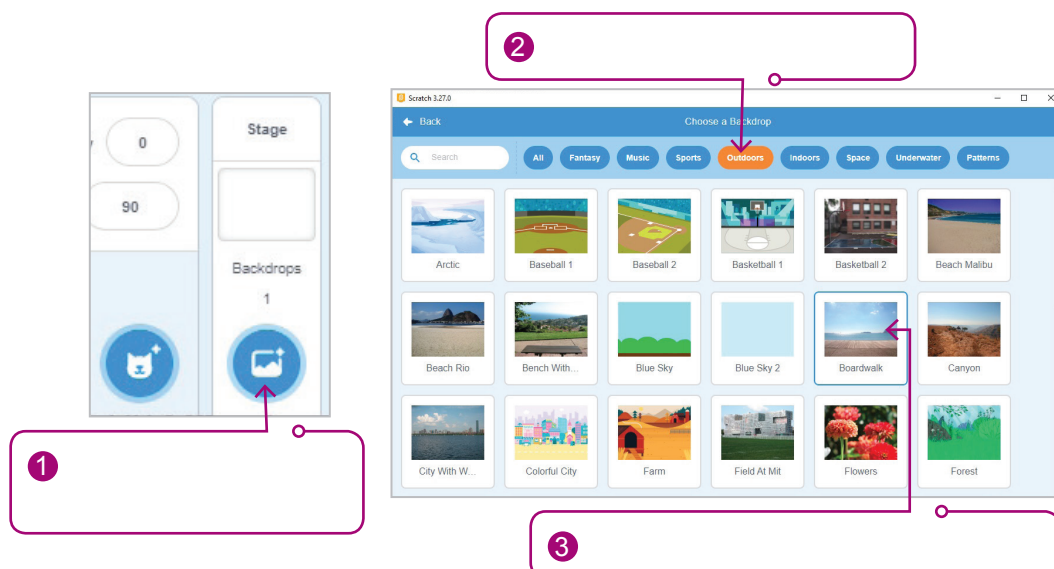 2
Stage
0
90
Backdrops
1
1
Scratch 3.27.0
Back
Choose a Backdrop
Search
All Fantasy Music Sports Outdoors Indoors Space Underwater Patterns
Arctic Baseball 1 Baseball 2 Basketball 1 Basketball 2 Beach Malibu
Beach Rio Bench With... Blue Sky Blue Sky 2 Boardwalk Canyon
City With W... Colorful City Farm Field At Mit Flowers Forest
3